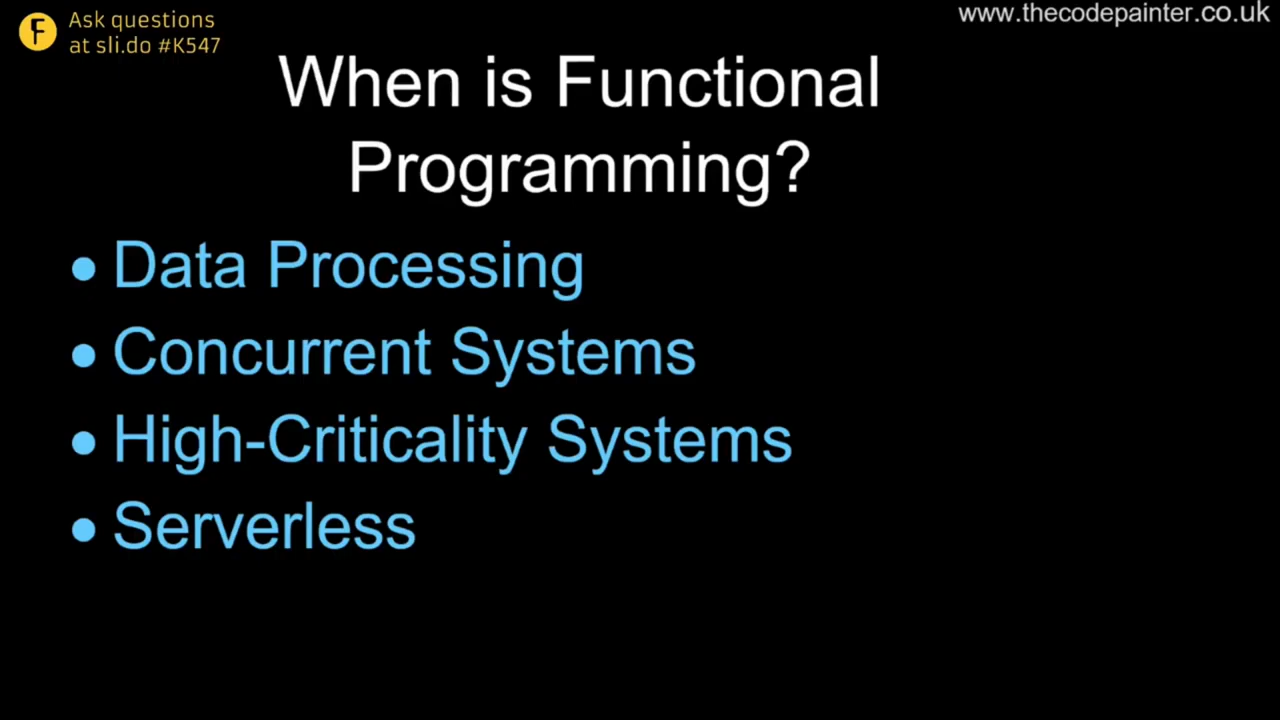 Ask questions
at sli.do #K547
www.thecodepainter.co.uk
When is Functional
Programming?
• Data Processing
• Concurrent Systems
• High-Criticality Systems
• Serverless